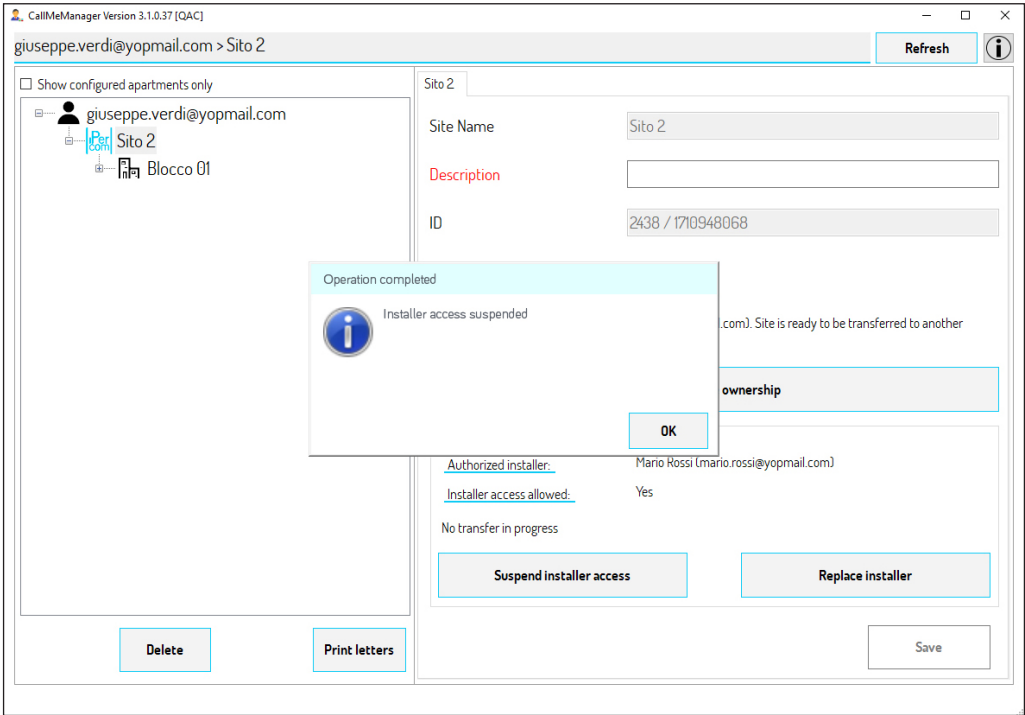 CallMeManager Version 3.1.0.37 [QAC]
giuseppe.verdi@yopmail.com > Sito 2
Refresh
Show configured apartments only
giuseppe.verdi@yopmail.com
iPer com
Sito 2
Blocco 01
Delete
Print letters
Sito 2
Site Name
Sito 2
Description
ID
2438 / 1710948068
l.com). Site is ready to be transferred to another
ownership
Operation completed
Installer access suspended
OK
Authorized installer:
Mario Rossi (mario.rossi@yopmail.com)
Installer access allowed:
Yes
No transfer in progress
Suspend installer access
Replace installer
Save